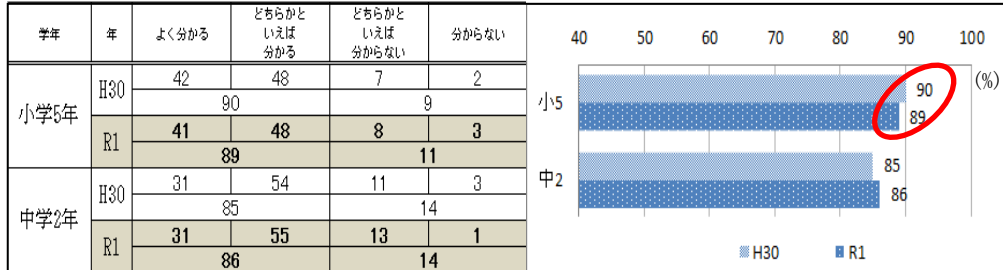 学年 年 よく分かる どちらかといえば分かる どちらかといえば分からない 分からない
小学5年 H30 42 48 7 2
90 9
R1 41 48 8 3
89 11
中学2年 H30 31 54 11 3
85 14
R1 31 55 13 1
86 14
40 50 60 70 80 90 100
(%)
小5 90
89
中2 85
86
H30 R1